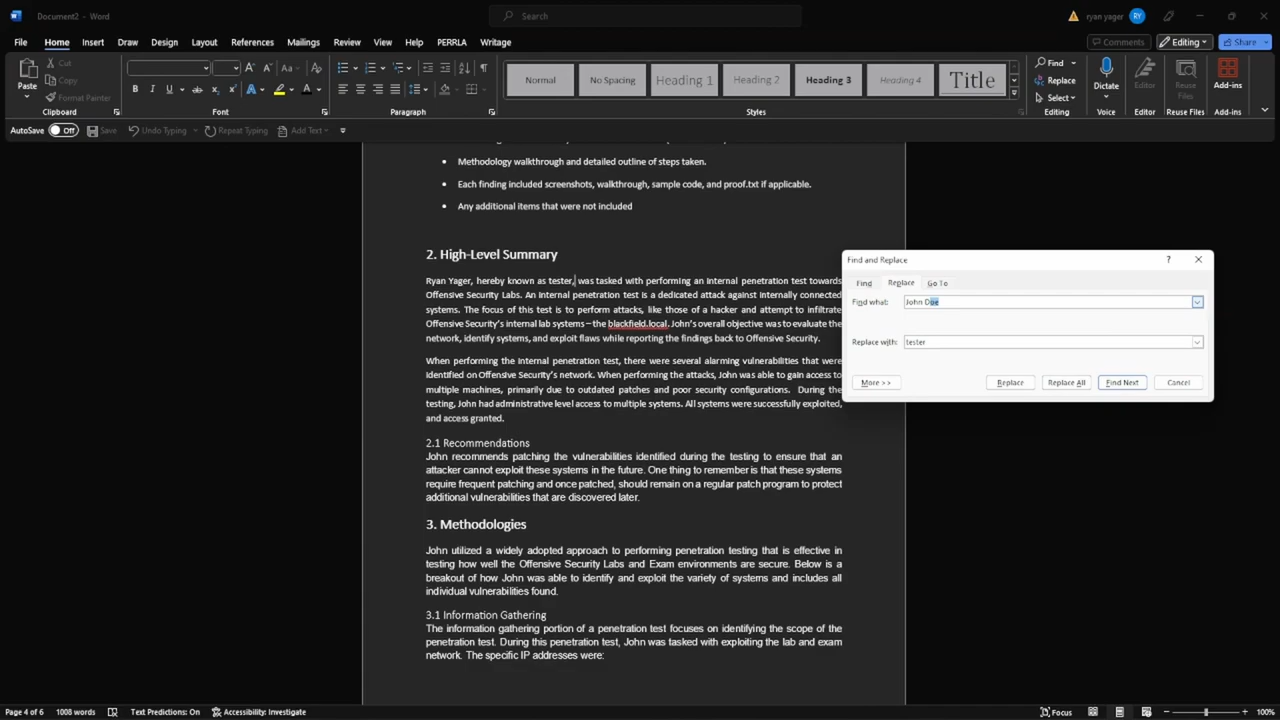 Document2 - Word
Search
ryan yager RY
File Home Insert Draw Design Layout References Mailings Review View Help PERRLA Writage
Comments Editing Share
Paste Cut Copy Format Painter
Normal No Spacing Heading 1 Heading 2 Heading 3 Heading 4 Title
Find Replace Select
Dictate Editor Reuse Files Add-ins
Clipboard Font Paragraph Styles Editing Voice Editor Reuse Files Add-ins
AutoSave Off Save Undo Typing Repeat Typing Add Text
• Methodology walkthrough and detailed outline of steps taken.
• Each finding included screenshots, walkthrough, sample code, and proof.txt if applicable.
• Any additional items that were not included
2. High-Level Summary
Ryan Yager, hereby known as tester, was tasked with performing an internal penetration test towards
Offensive Security Labs. An internal penetration test is a dedicated attack against internally connected
systems. The focus of this test is to perform attacks, like those of a hacker and attempt to infiltrate
Offensive Security's internal lab systems – the blackfield.local. John's overall objective was to evaluate the
network, identify systems, and exploit flaws while reporting the findings back to Offensive Security.
When performing the internal penetration test, there were several alarming vulnerabilities that were
identified on Offensive Security's network. When performing the attacks, John was able to gain access to
multiple machines, primarily due to outdated patches and poor security configurations. During the
testing, John had administrative level access to multiple systems. All systems were successfully exploited,
and access granted.
2.1 Recommendations
John recommends patching the vulnerabilities identified during the testing to ensure that an
attacker cannot exploit these systems in the future. One thing to remember is that these systems
require frequent patching and once patched, should remain on a regular patch program to protect
additional vulnerabilities that are discovered later.
3. Methodologies
John utilized a widely adopted approach to performing penetration testing that is effective in
testing how well the Offensive Security Labs and Exam environments are secure. Below is a
breakout of how John was able to identify and exploit the variety of systems and includes all
individual vulnerabilities found.
3.1 Information Gathering
The information gathering portion of a penetration test focuses on identifying the scope of the
penetration test. During this penetration test, John was tasked with exploiting the lab and exam
network. The specific IP addresses were:
Find and Replace ?
Find Replace Go To
Find what: John Doe
Replace with: tester
More >> Replace Replace All Find Next Cancel
Page 4 of 6 1008 words Text Predictions: On Accessibility: Investigate Focus 100%